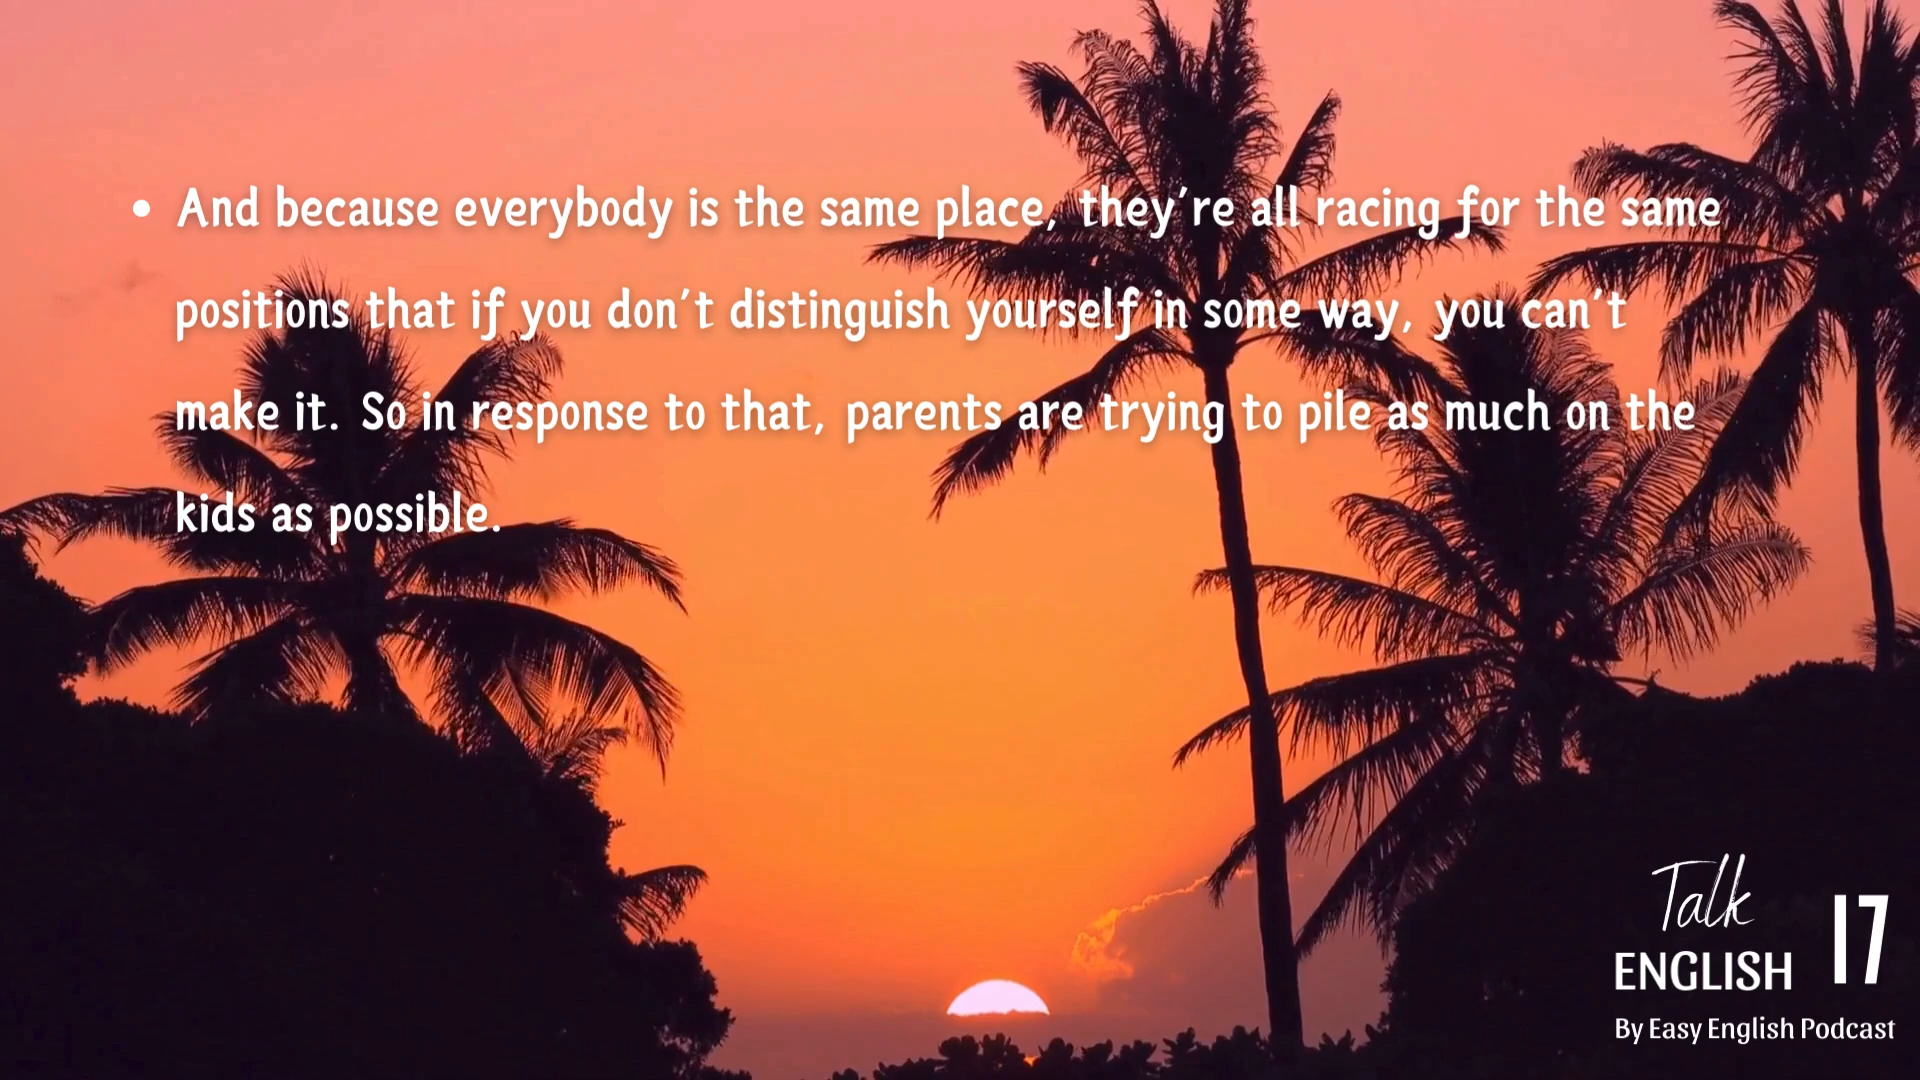 • And because everybody is the same place, they're all racing for the same
positions that if you don't distinguish yourself in some way, you can't
make it. So in response to that, parents are trying to pile as much on the
kids as possible.
Talk
ENGLISH 17
By Easy English Podcast